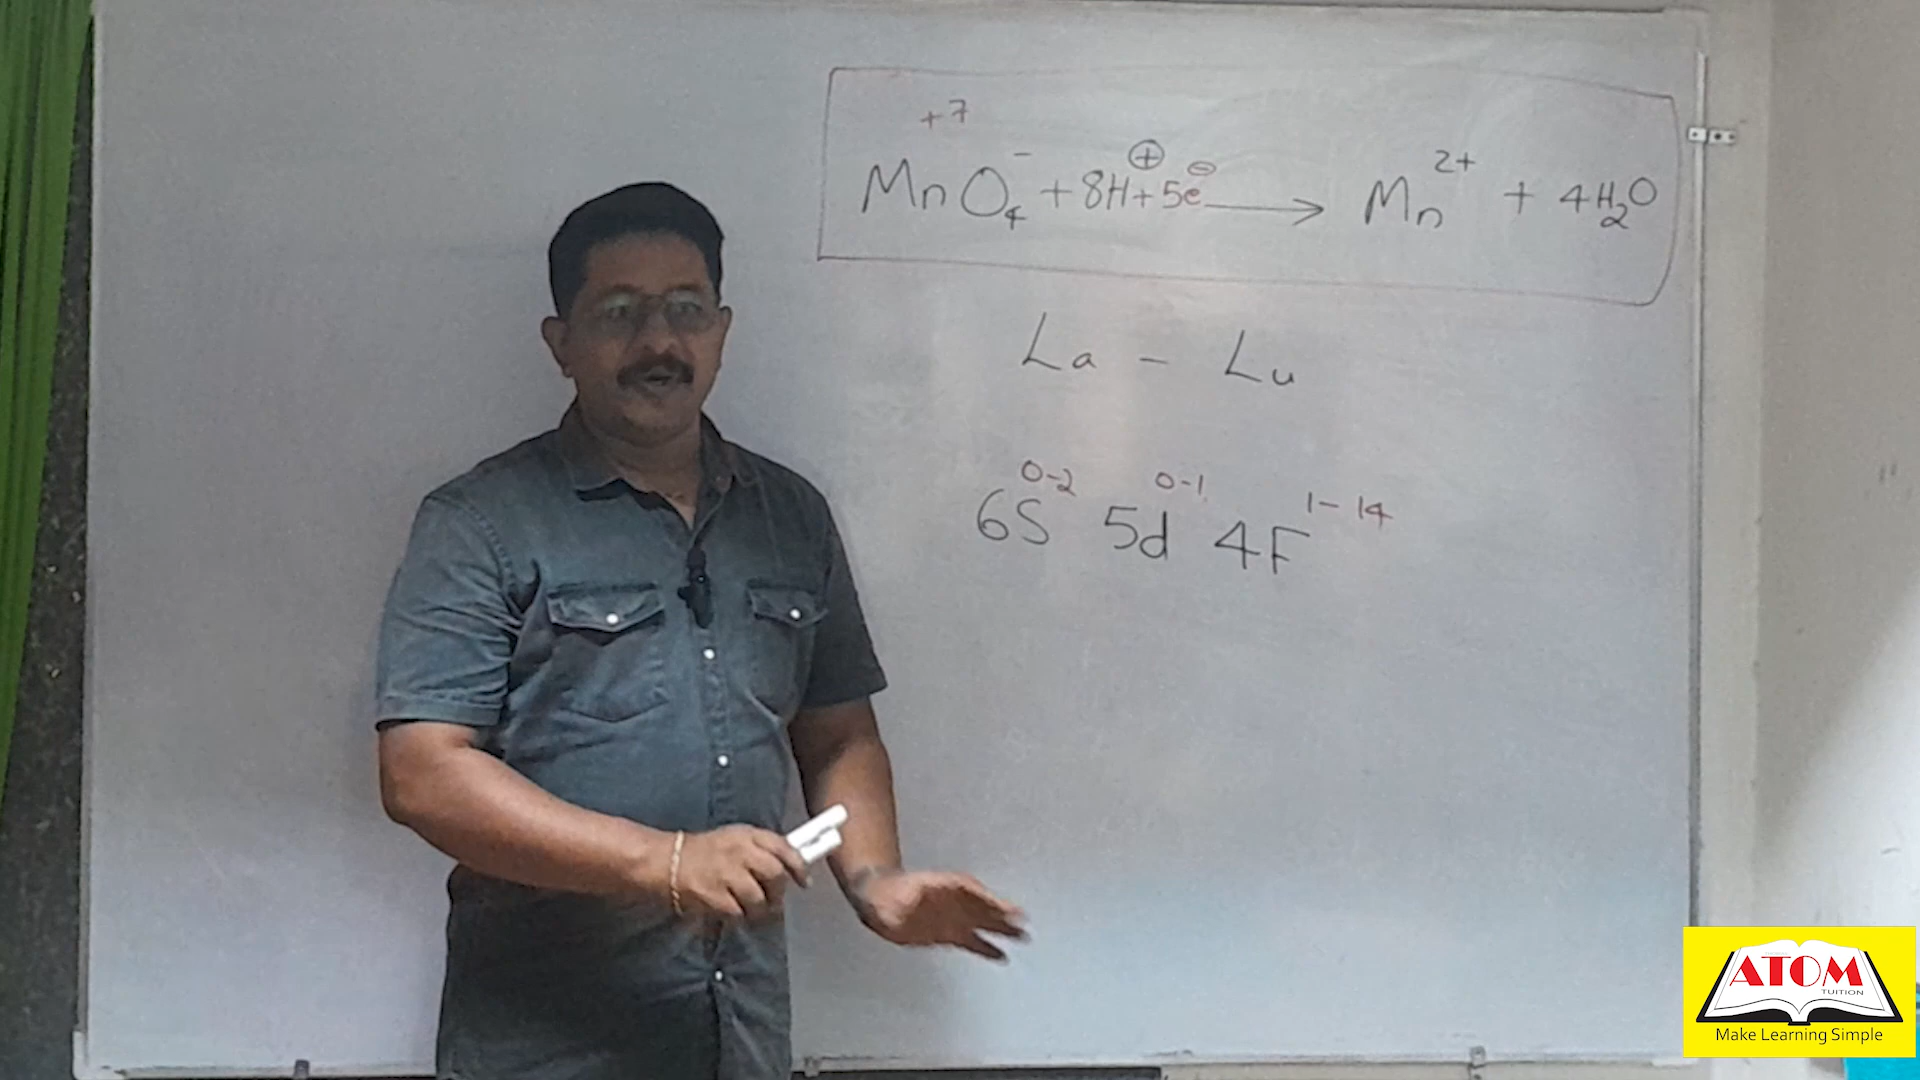 +7
MnO₄⁻ + 8H⊕ + 5e⊖ ⟶ Mn²⁺ + 4H₂O
La – Lu
6S⁰⁻² 5d⁰⁻¹ 4F¹⁻¹⁴
ATOM
TUITION
Make Learning Simple